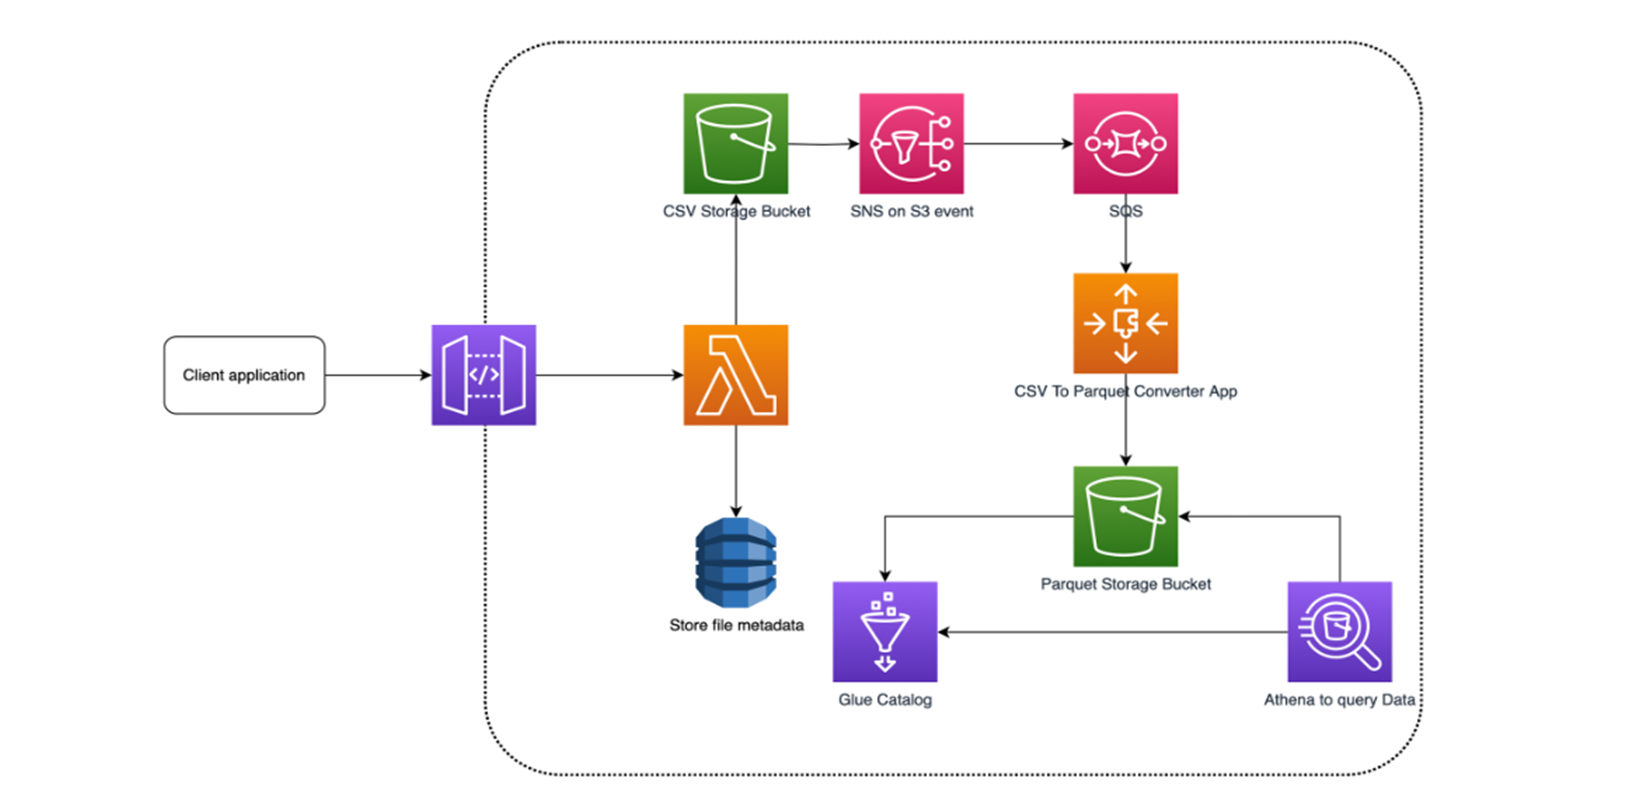 CSV Storage Bucket
SNS on S3 event
SQS
Client application
</>
CSV To Parquet Converter App
Parquet Storage Bucket
Store file metadata
Glue Catalog
Athena to query Data